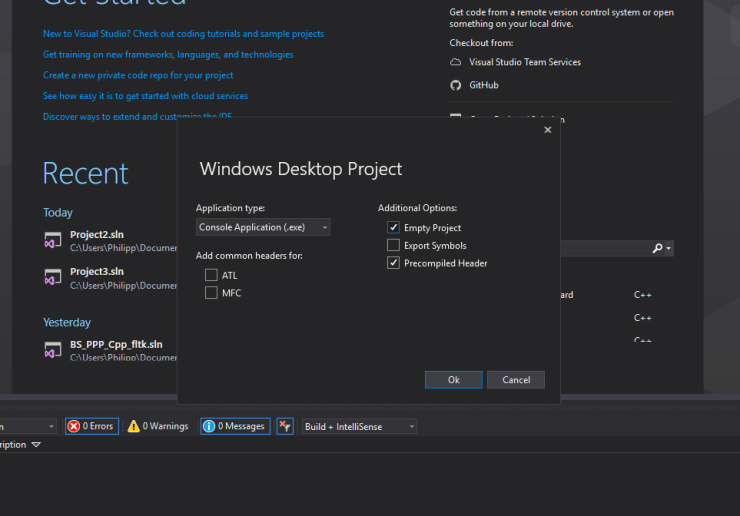 Get Started
New to Visual Studio? Check out coding tutorials and sample projects
Get training on new frameworks, languages, and technologies
Create a new private code repo for your project
See how easy it is to get started with cloud services
Discover ways to extend and customize the IDE
Get code from a remote version control system or open
something on your local drive.
Checkout from:
Visual Studio Team Services
GitHub
Recent
Today
Project2.sln
C:\Users\Philipp\Documen
Project3.sln
C:\Users\Philipp\Documen
Yesterday
BS_PPP_Cpp_fltk.sln
C:\Users\Philipp\Documen
Windows Desktop Project
Application type:
Console Application (.exe)
Add common headers for:
ATL
MFC
Additional Options:
Empty Project
Export Symbols
Precompiled Header
Ok
Cancel
ard
C++
C++
C++
n
0 Errors
0 Warnings
0 Messages
Build + IntelliSense
ription